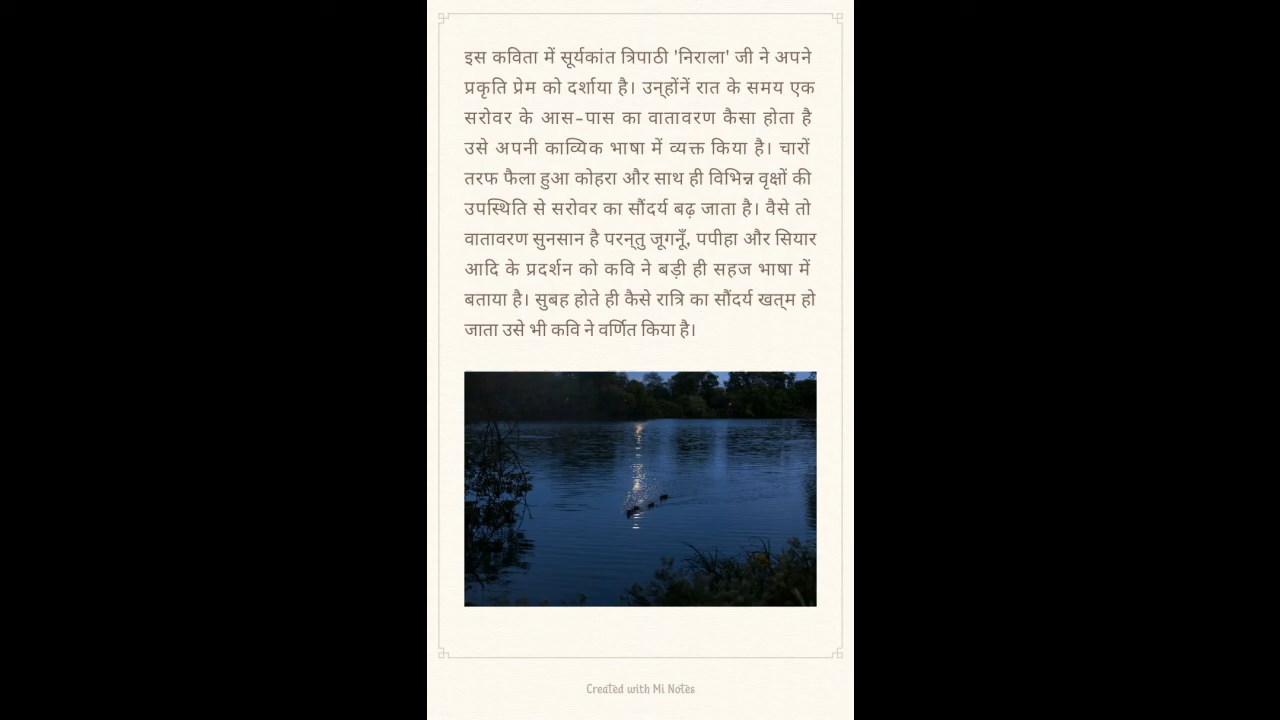 इस कविता में सूर्यकांत त्रिपाठी 'निराला' जी ने अपने
प्रकृति प्रेम को दर्शाया है। उन्होंनें रात के समय एक
सरोवर के आस-पास का वातावरण कैसा होता है
उसे अपनी काव्यिक भाषा में व्यक्त किया है। चारों
तरफ फैला हुआ कोहरा और साथ ही विभिन्न वृक्षों की
उपस्थिति से सरोवर का सौंदर्य बढ़ जाता है। वैसे तो
वातावरण सुनसान है परन्तु जूगनूँ, पपीहा और सियार
आदि के प्रदर्शन को कवि ने बड़ी ही सहज भाषा में
बताया है। सुबह होते ही कैसे रात्रि का सौंदर्य खत्म हो
जाता उसे भी कवि ने वर्णित किया है।
Created with Mi Notes